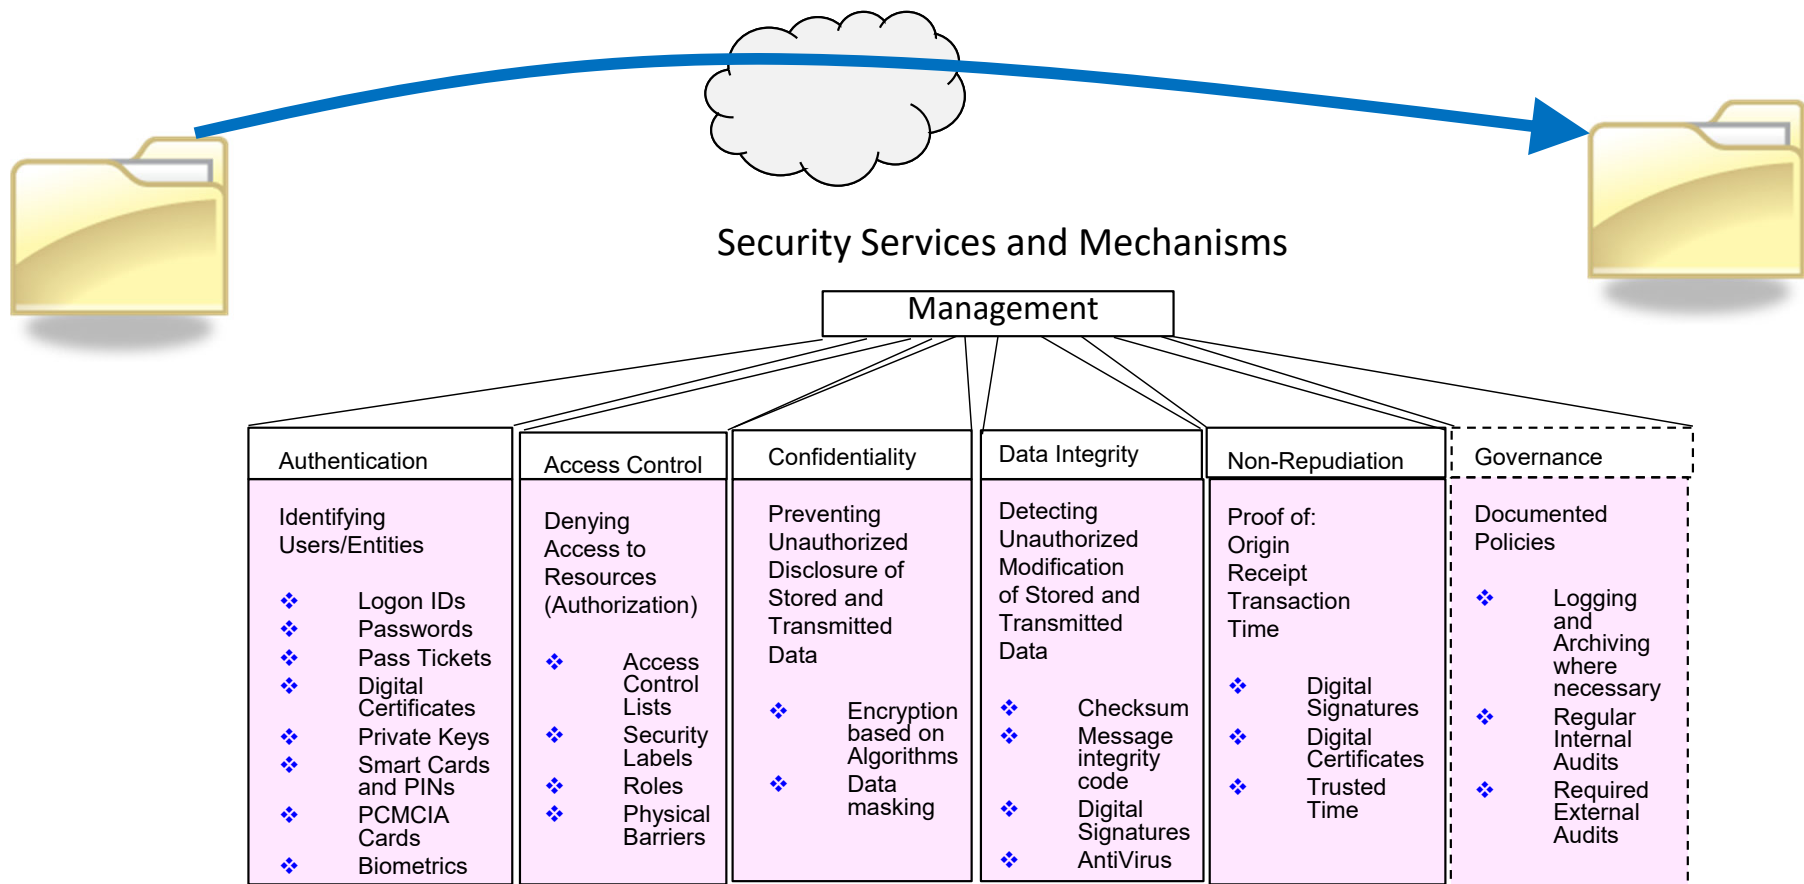 Security Services and Mechanisms
Management
Authentication
Identifying
Users/Entities
Logon IDs
Passwords
Pass Tickets
Digital
Certificates
Private Keys
Smart Cards
and PINs
PCMCIA
Cards
Biometrics
Access Control
Denying
Access to
Resources
(Authorization)
Access
Control
Lists
Security
Labels
Roles
Physical
Barriers
Confidentiality
Preventing
Unauthorized
Disclosure of
Stored and
Transmitted
Data
Encryption
based on
Algorithms
Data
masking
Data Integrity
Detecting
Unauthorized
Modification
of Stored and
Transmitted
Data
Checksum
Message
integrity
code
Digital
Signatures
AntiVirus
Non-Repudiation
Proof of:
Origin
Receipt
Transaction
Time
Digital
Signatures
Digital
Certificates
Trusted
Time
Governance
Documented
Policies
Logging
and
Archiving
where
necessary
Regular
Internal
Audits
Required
External
Audits